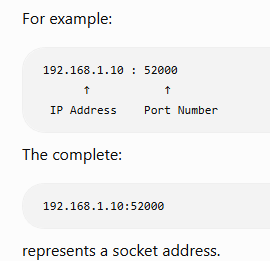 For example:
192.168.1.10 : 52000
↑ ↑
IP Address Port Number
The complete:
192.168.1.10:52000
represents a socket address.